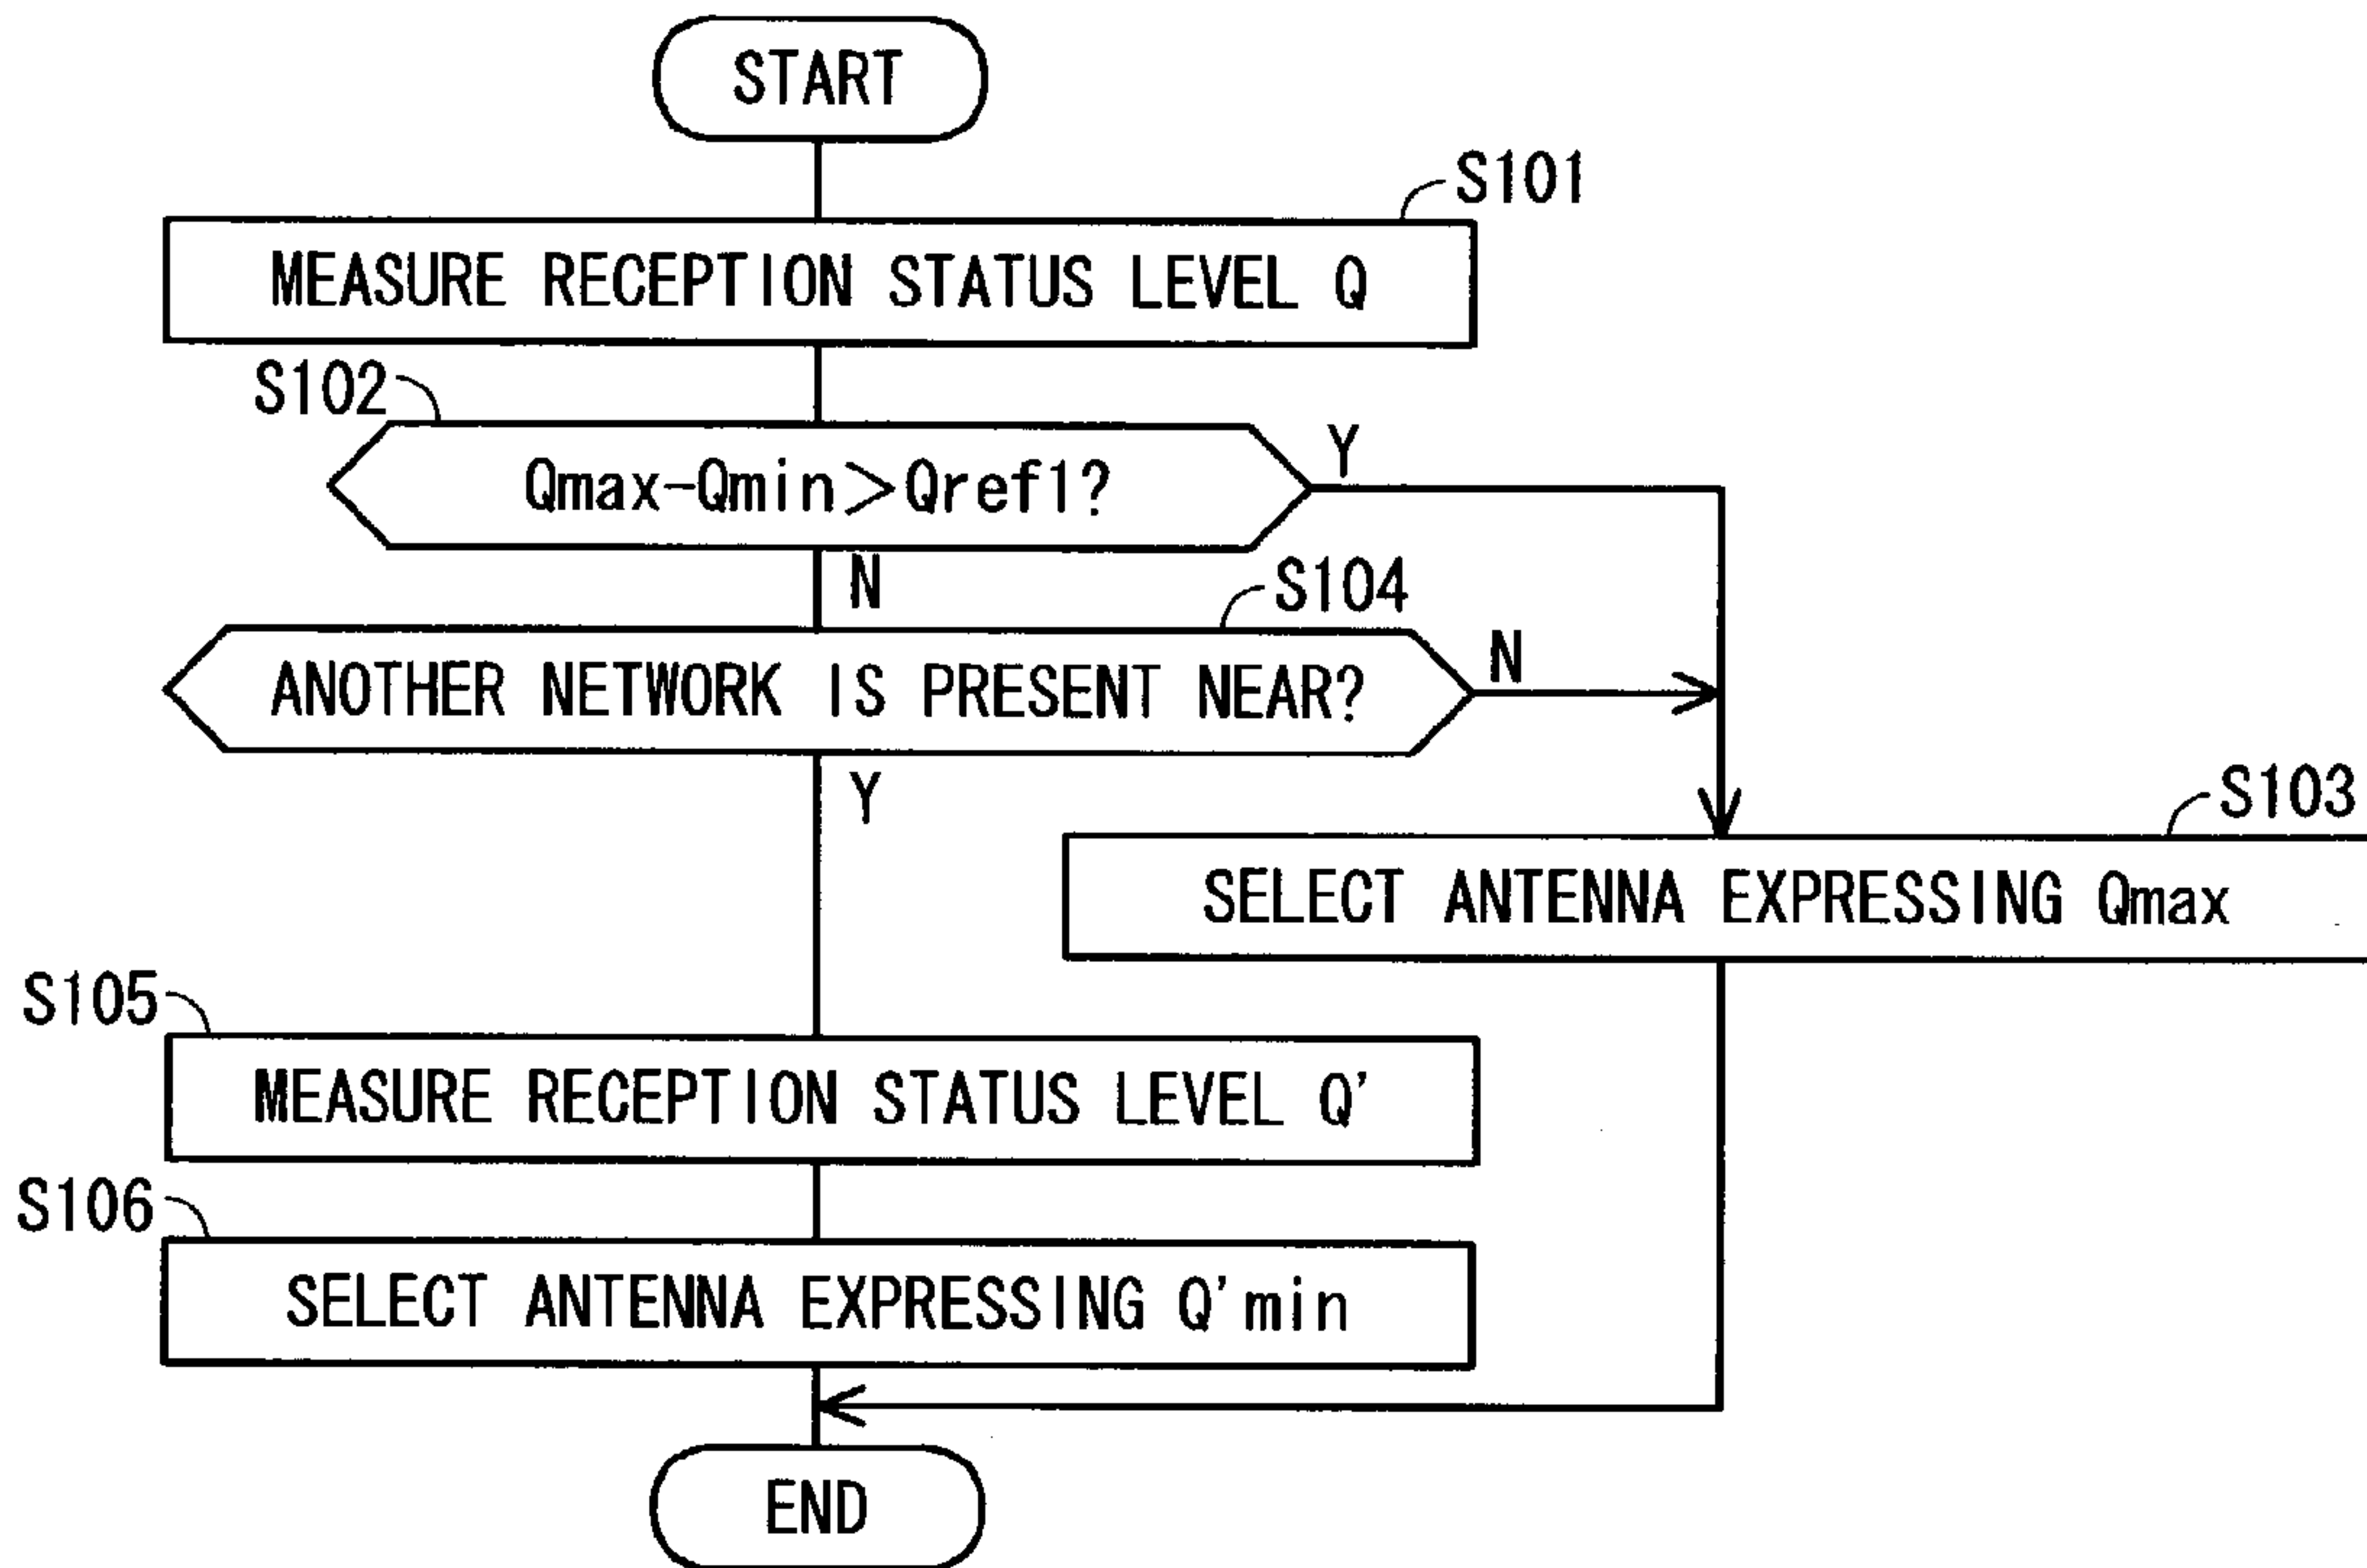 START
S101
MEASURE RECEPTION STATUS LEVEL Q
S102
Qmax-Qmin>Qref1?
Y
N
S104
ANOTHER NETWORK IS PRESENT NEAR?
N
Y
S103
SELECT ANTENNA EXPRESSING Qmax
S105
MEASURE RECEPTION STATUS LEVEL Q'
S106
SELECT ANTENNA EXPRESSING Q'min
END